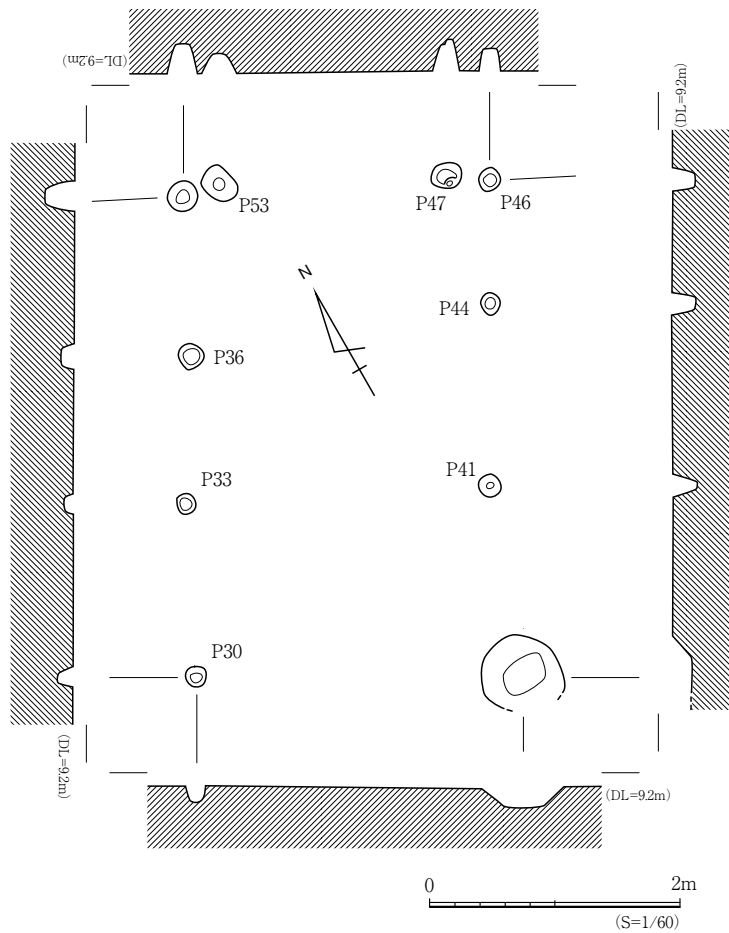 (DL=9.2m)
(DL=9.2m)
P53
P47
P46
N
P44
P36
P41
P33
P30
(DL=9.2m)
(DL=9.2m)
0 2m
(S=1/60)